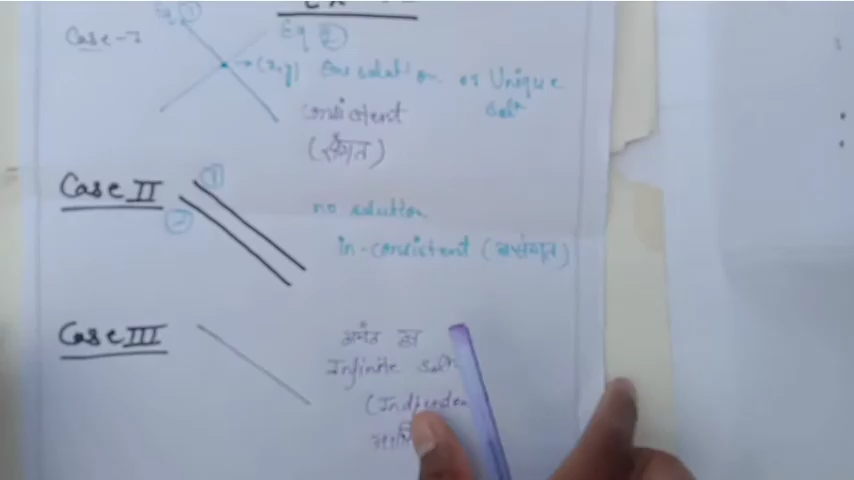 Case-I
Eq ①
Eq ②
→ (x,y) One solution or Unique
solⁿ
consistent
(संगत)
Case II
①
②
no solution
in-consistent (असंगत)
Case III
अनंत हल
Infinite solⁿ